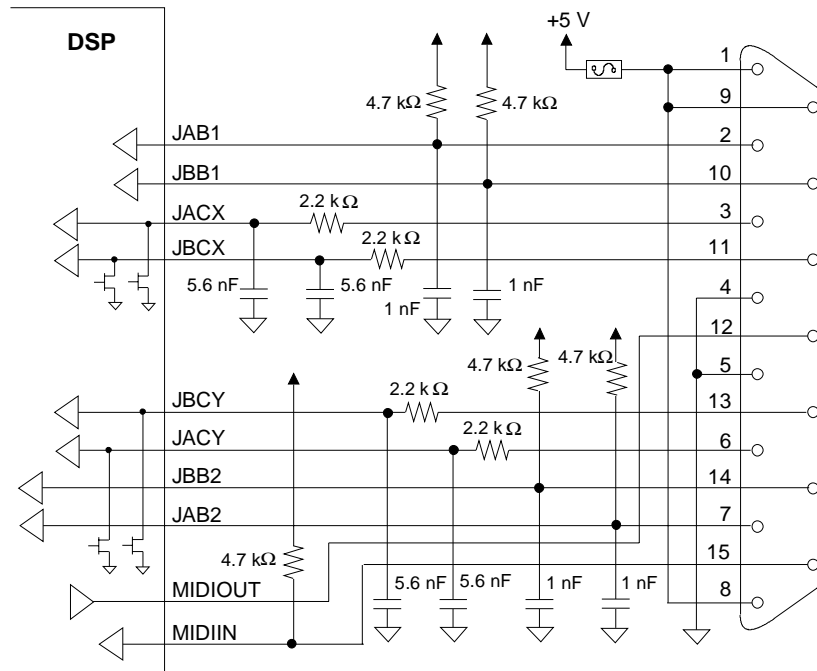 +5 V
DSP
1
4.7 kΩ
4.7 kΩ
9
JAB1
2
JBB1
10
JACX
2.2 kΩ
3
JBCX
2.2 kΩ
11
5.6 nF
5.6 nF
1 nF
1 nF
4
12
4.7 kΩ
4.7 kΩ
5
JBCY
2.2 kΩ
13
JACY
2.2 kΩ
6
JBB2
14
JAB2
7
4.7 kΩ
15
MIDIOUT
5.6 nF
5.6 nF
1 nF
1 nF
8
MIDIIN